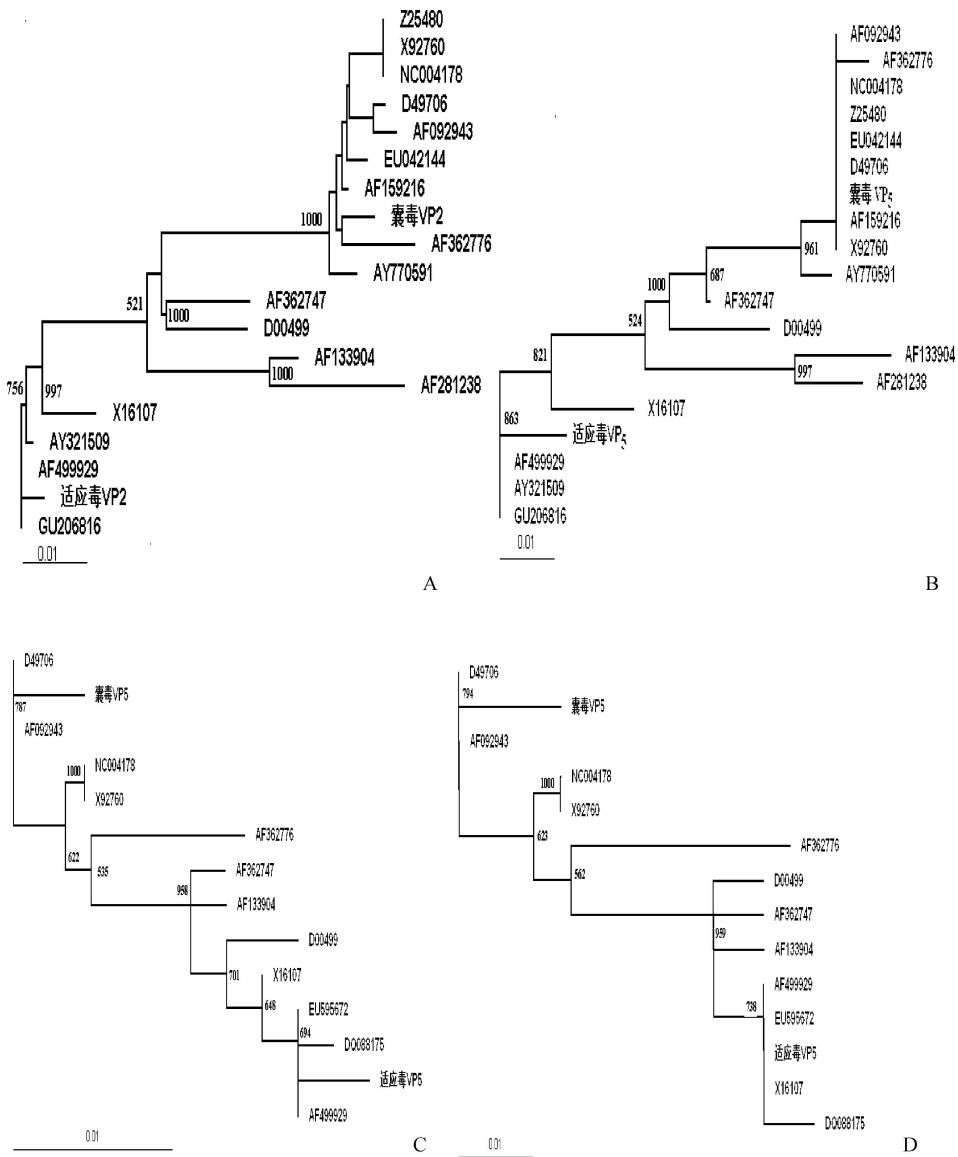 Z25480
X92760
NC004178
D49706
AF092943
EU042144
AF159216
囊毒VP2
1000
AF362776
AY770591
AF362747
521
1000
D00499
AF133904
1000
AF281238
756
997
X16107
AY321509
AF499929
适应毒VP2
GU206816
0.01
A
AF092943
AF362776
NC004178
Z25480
EU042144
D49706
囊毒VP5
AF159216
961
X92760
AY770591
687
1000
AF362747
524
D00499
821
AF133904
997
AF281238
X16107
863
适应毒VP5
AF499929
AY321509
GU206816
0.01
B
D49706
囊毒VP5
787
AF092943
1000
NC004178
X92760
AF362776
622
535
AF362747
958
AF133904
D00499
701
X16107
648
EU595672
694
DQ088175
适应毒VP5
AF499929
0.01
C
D49706
794
囊毒VP5
AF092943
1000
NC004178
X92760
623
AF362776
562
D00499
AF362747
959
AF133904
AF499929
738
EU595672
适应毒VP5
X16107
DQ088175
0.01
D